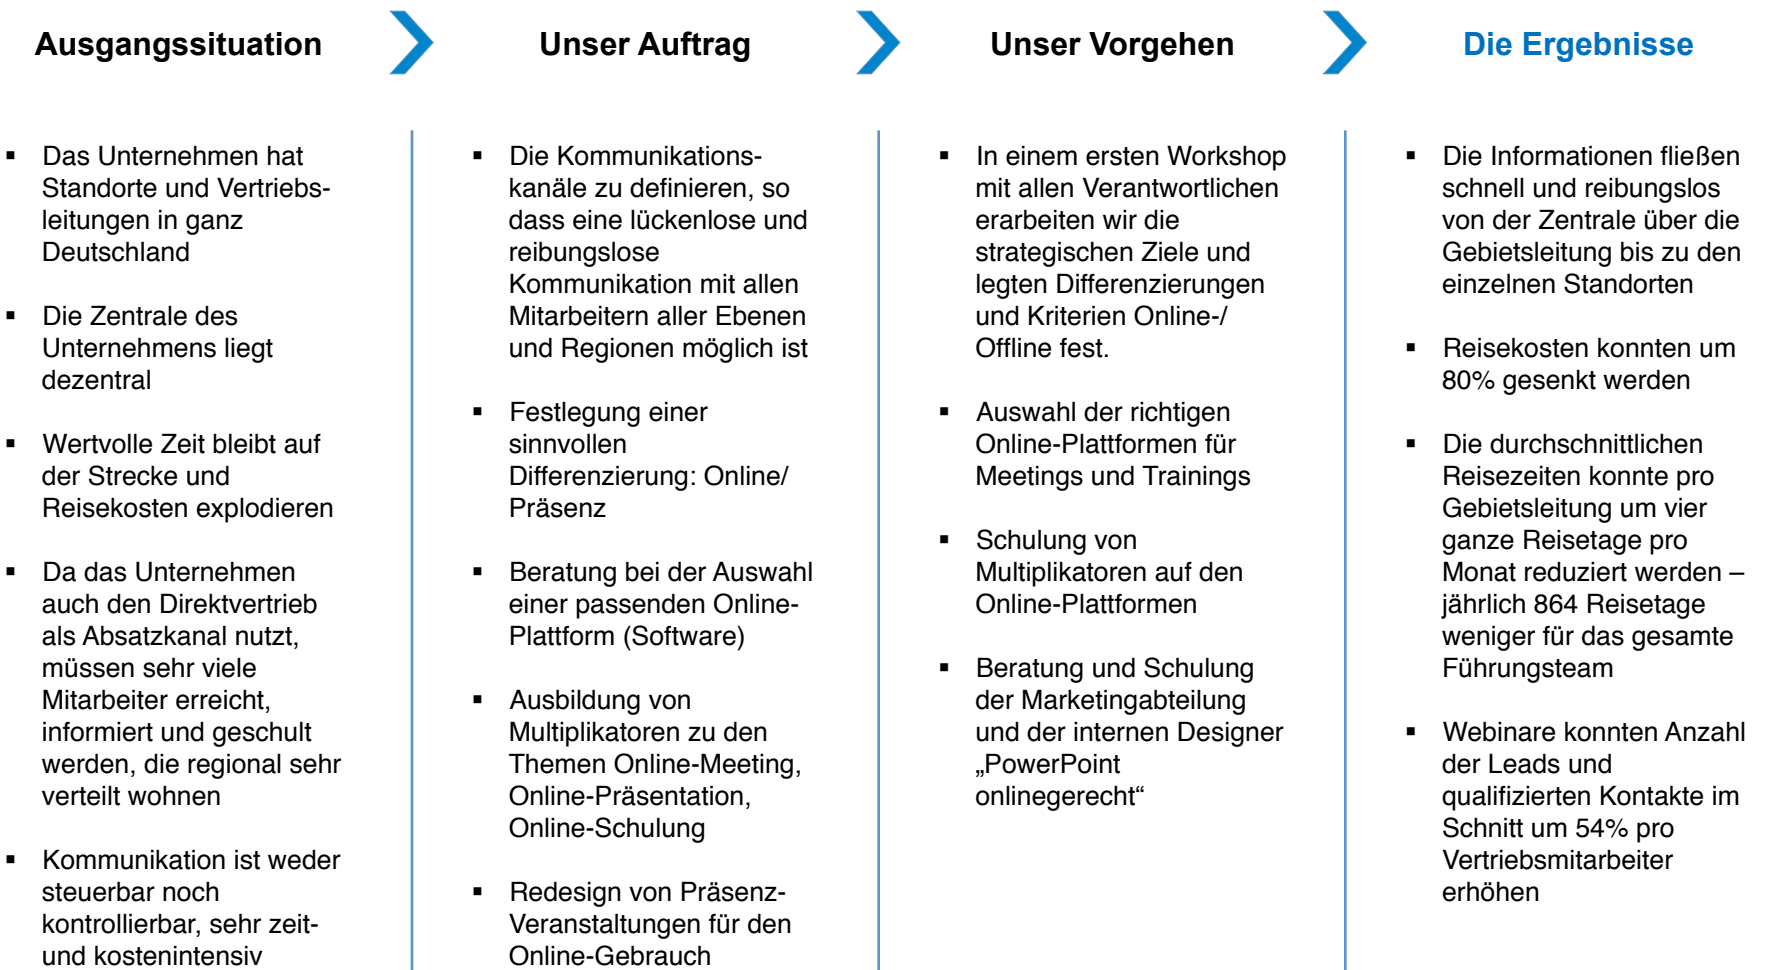 Ausgangssituation
Unser Auftrag
Unser Vorgehen
Die Ergebnisse
▪ Das Unternehmen hat
Standorte und Vertriebs-
leitungen in ganz
Deutschland
▪ Die Zentrale des
Unternehmens liegt
dezentral
▪ Wertvolle Zeit bleibt auf
der Strecke und
Reisekosten explodieren
▪ Da das Unternehmen
auch den Direktvertrieb
als Absatzkanal nutzt,
müssen sehr viele
Mitarbeiter erreicht,
informiert und geschult
werden, die regional sehr
verteilt wohnen
▪ Kommunikation ist weder
steuerbar noch
kontrollierbar, sehr zeit-
und kostenintensiv
▪ Die Kommunikations-
kanäle zu definieren, so
dass eine lückenlose und
reibungslose
Kommunikation mit allen
Mitarbeitern aller Ebenen
und Regionen möglich ist
▪ Festlegung einer
sinnvollen
Differenzierung: Online/
Präsenz
▪ Beratung bei der Auswahl
einer passenden Online-
Plattform (Software)
▪ Ausbildung von
Multiplikatoren zu den
Themen Online-Meeting,
Online-Präsentation,
Online-Schulung
▪ Redesign von Präsenz-
Veranstaltungen für den
Online-Gebrauch
▪ In einem ersten Workshop
mit allen Verantwortlichen
erarbeiten wir die
strategischen Ziele und
legten Differenzierungen
und Kriterien Online-/
Offline fest.
▪ Auswahl der richtigen
Online-Plattformen für
Meetings und Trainings
▪ Schulung von
Multiplikatoren auf den
Online-Plattformen
▪ Beratung und Schulung
der Marketingabteilung
und der internen Designer
„PowerPoint
onlinegerecht“
▪ Die Informationen fließen
schnell und reibungslos
von der Zentrale über die
Gebietsleitung bis zu den
einzelnen Standorten
▪ Reisekosten konnten um
80% gesenkt werden
▪ Die durchschnittlichen
Reisezeiten konnte pro
Gebietsleitung um vier
ganze Reisetage pro
Monat reduziert werden –
jährlich 864 Reisetage
weniger für das gesamte
Führungsteam
▪ Webinare konnten Anzahl
der Leads und
qualifizierten Kontakte im
Schnitt um 54% pro
Vertriebsmitarbeiter
erhöhen